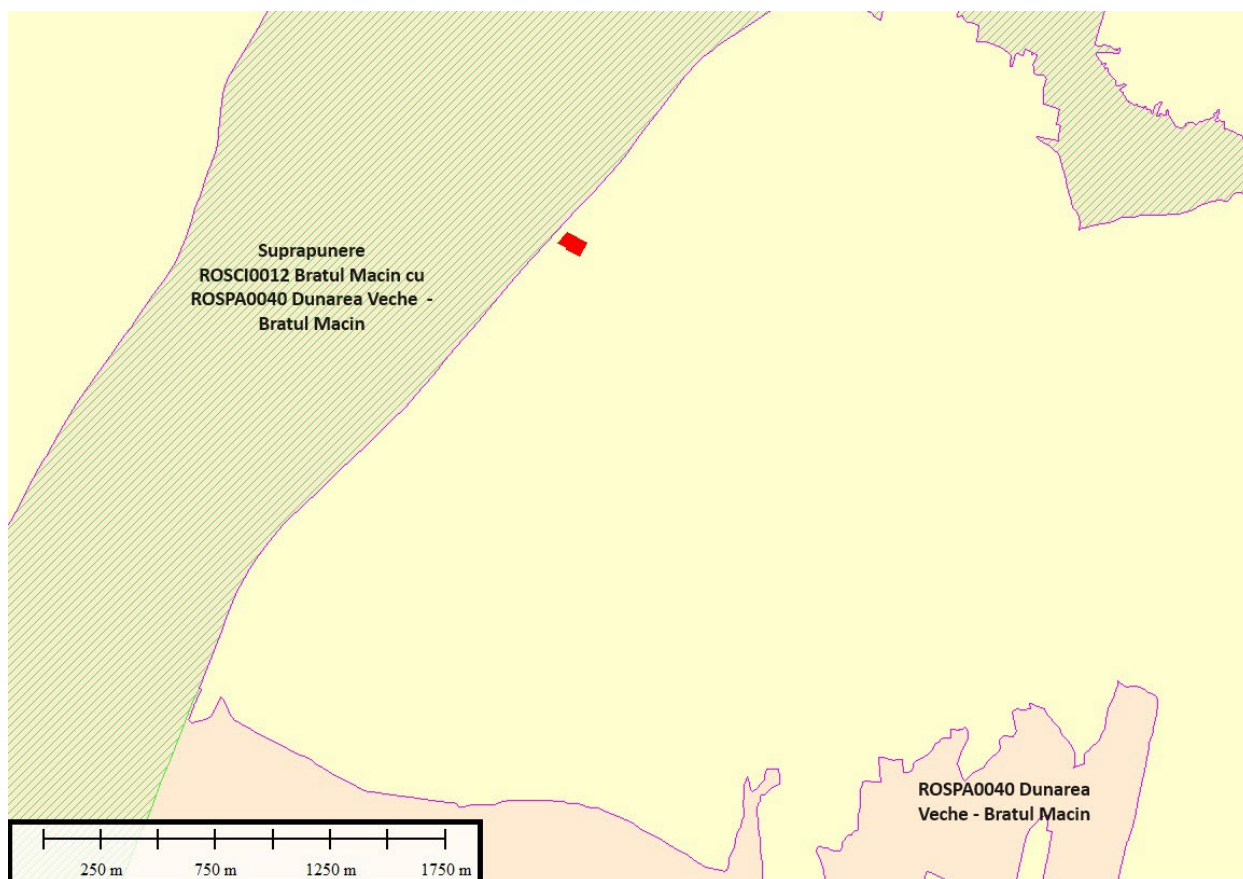 Suprapunere
ROSCI0012 Bratul Macin cu
ROSPA0040 Dunarea Veche -
Bratul Macin
ROSPA0040 Dunarea
Veche - Bratul Macin
250 m 750 m 1250 m 1750 m